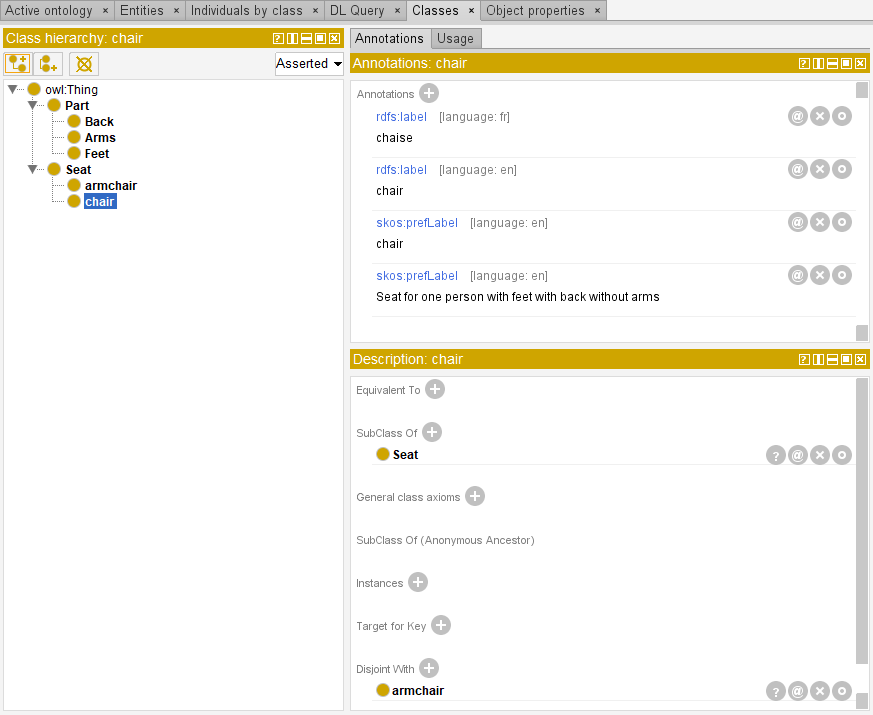 Active ontology × Entities × Individuals by class × DL Query × Classes × Object properties ×
Class hierarchy: chair
Asserted
owl:Thing
Part
Back
Arms
Feet
Seat
armchair
chair
Annotations Usage
Annotations: chair
Annotations
rdfs:label [language: fr]
chaise
rdfs:label [language: en]
chair
skos:prefLabel [language: en]
chair
skos:prefLabel [language: en]
Seat for one person with feet with back without arms
Description: chair
Equivalent To
SubClass Of
Seat
General class axioms
SubClass Of (Anonymous Ancestor)
Instances
Target for Key
Disjoint With
armchair